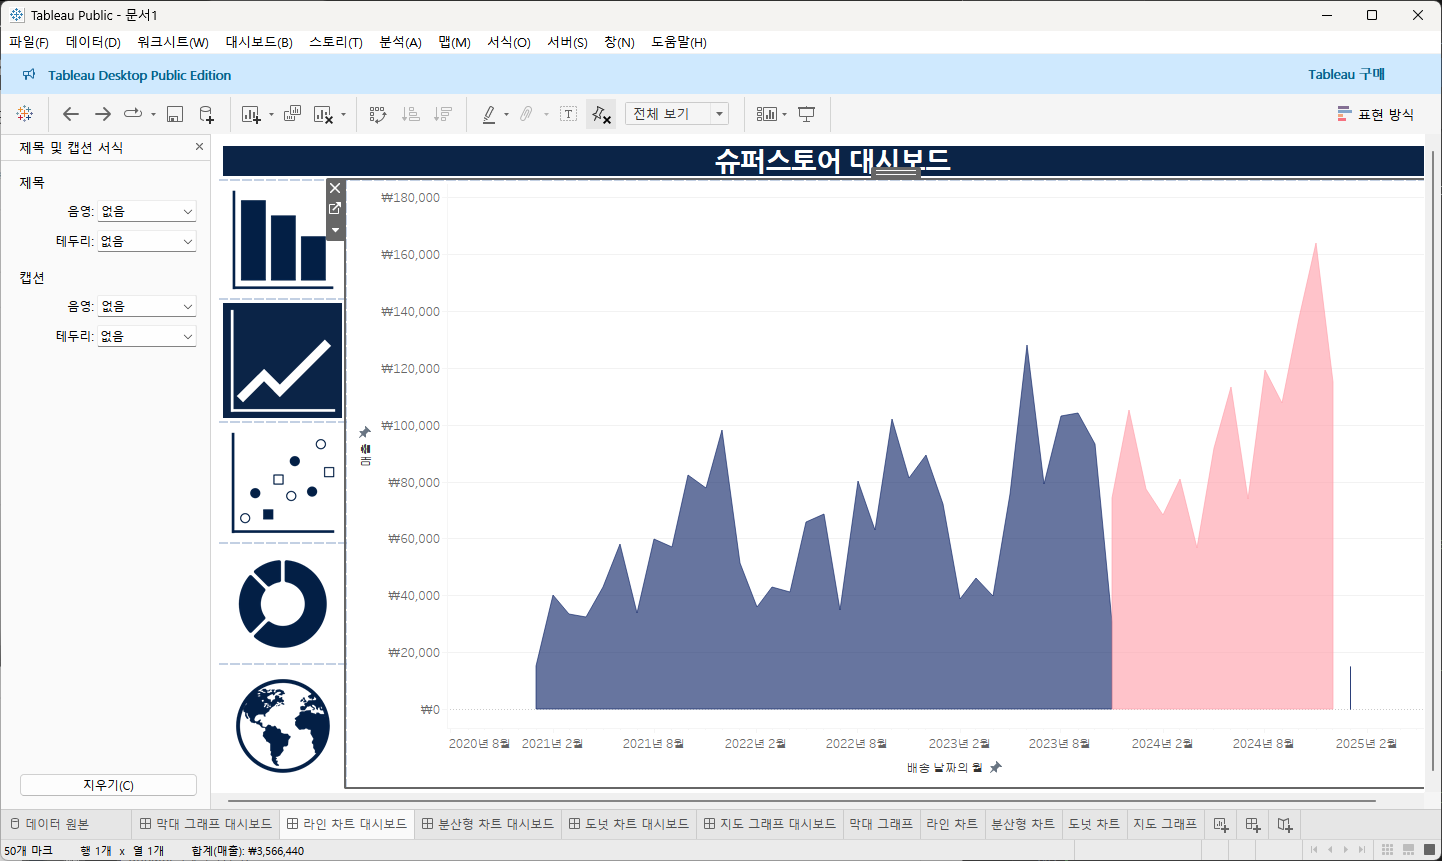 Tableau Public - 문서1
파일(F) 데이터(D) 워크시트(W) 대시보드(B) 스토리(T) 분석(A) 맵(M) 서식(O) 서버(S) 창(N) 도움말(H)
Tableau Desktop Public Edition
Tableau 구매
T
전체 보기
표현 방식
제목 및 캡션 서식
제목
음영: 없음
테두리: 없음
캡션
음영: 없음
테두리: 없음
지우기(C)
슈퍼스토어 대시보드
₩180,000
₩160,000
₩140,000
₩120,000
₩100,000
₩80,000
₩60,000
₩40,000
₩20,000
₩0
매출
2020년 8월 2021년 2월 2021년 8월 2022년 2월 2022년 8월 2023년 2월 2023년 8월 2024년 2월 2024년 8월 2025년 2월
배송 날짜의 월
데이터 원본 막대 그래프 대시보드 라인 차트 대시보드 분산형 차트 대시보드 도넛 차트 대시보드 지도 그래프 대시보드 막대 그래프 라인 차트 분산형 차트 도넛 차트 지도 그래프
50개 마크 행 1개 x 열 1개 합계(매출): ₩3,566,440